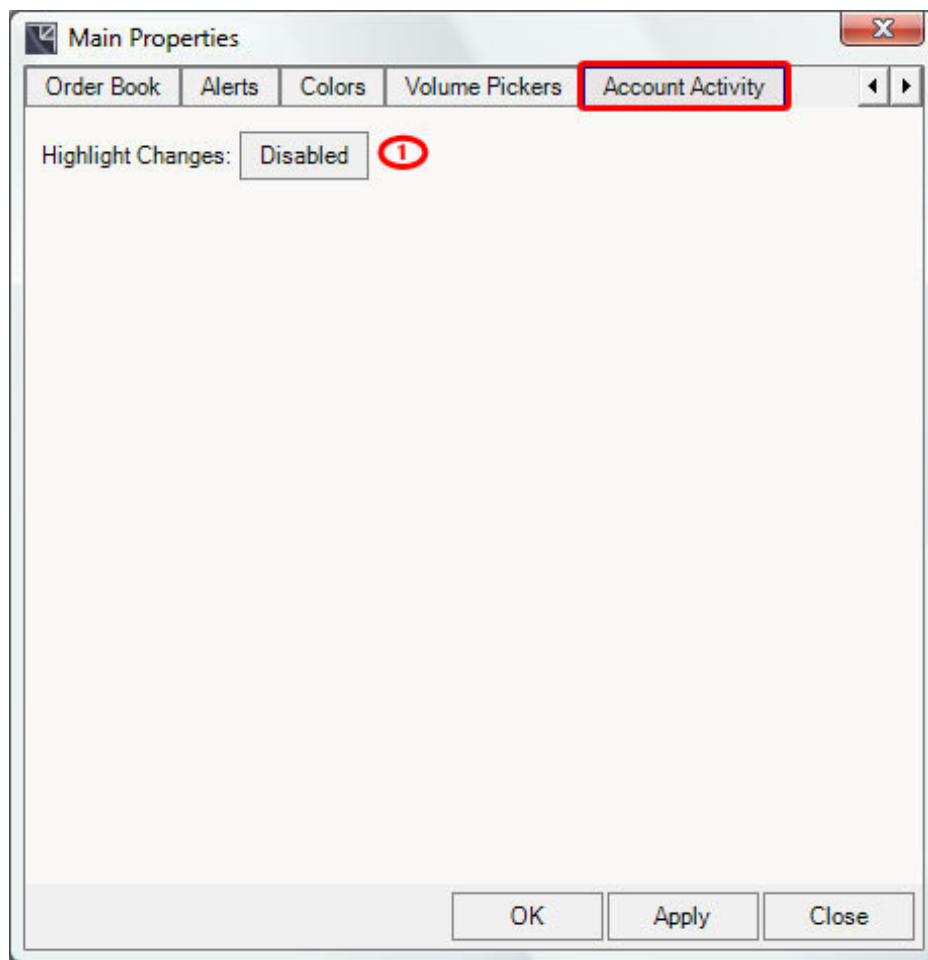 Main Properties
Order Book Alerts Colors Volume Pickers Account Activity
Highlight Changes: Disabled 1
OK Apply Close